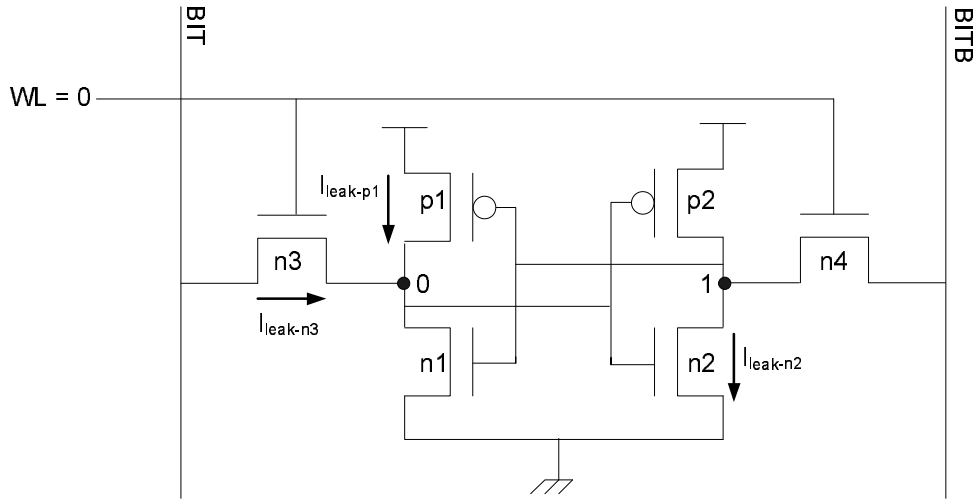 BIT
BITB
WL = 0
Ileak-p1
p1
p2
n3
0
1
n4
Ileak-n3
n1
n2
Ileak-n2